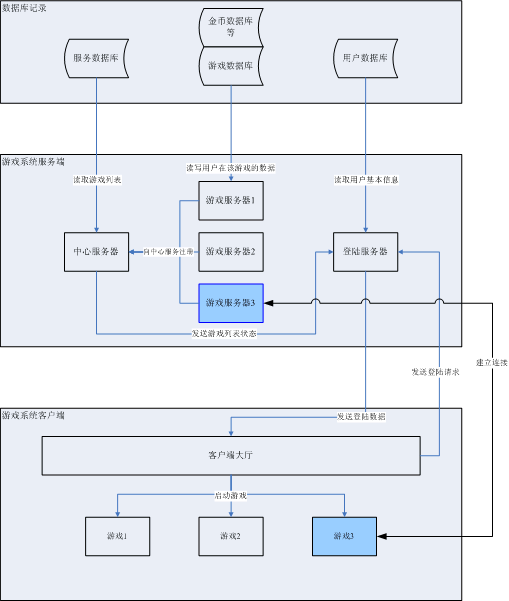 数据库记录
金币数据库
等
服务数据库
游戏数据库
用户数据库
游戏系统服务端
读写用户在该游戏的数据
读取游戏列表
读取用户基本信息
游戏服务器1
中心服务器
向中心服务注册
游戏服务器2
登陆服务器
游戏服务器3
发送游戏列表状态
建立连接
发送登陆请求
游戏系统客户端
发送登陆数据
客户端大厅
启动游戏
游戏1
游戏2
游戏3